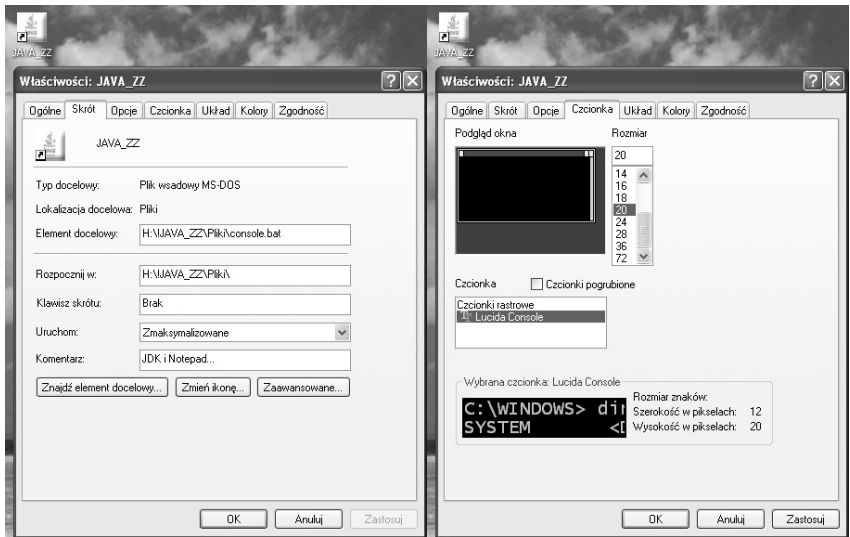 JAVA_ZZ
Właściwości: JAVA_ZZ
Ogólne Skrót Opcje Czcionka Układ Kolory Zgodność
JAVA_ZZ
Typ docelowy: Plik wsadowy MS-DOS
Lokalizacja docelowa: Pliki
Element docelowy: H:\!JAVA_ZZ\Pliki\console.bat
Rozpocznij w: H:\!JAVA_ZZ\Pliki\
Klawisz skrótu: Brak
Uruchom: Zmaksymalizowane
Komentarz: JDK i Notepad...
Znajdź element docelowy... Zmień ikonę... Zaawansowane...
OK Anuluj Zastosuj
JAVA_ZZ
Właściwości: JAVA_ZZ
Ogólne Skrót Opcje Czcionka Układ Kolory Zgodność
Podgląd okna Rozmiar
20
14
16
18
20
24
28
36
72
Czcionka Czcionki pogrubione
Czcionki rastrowe
Lucida Console
Wybrana czcionka: Lucida Console
C:\WINDOWS> dir
SYSTEM <D
Rozmiar znaków:
Szerokość w pikselach: 12
Wysokość w pikselach: 20
OK Anuluj Zastosuj